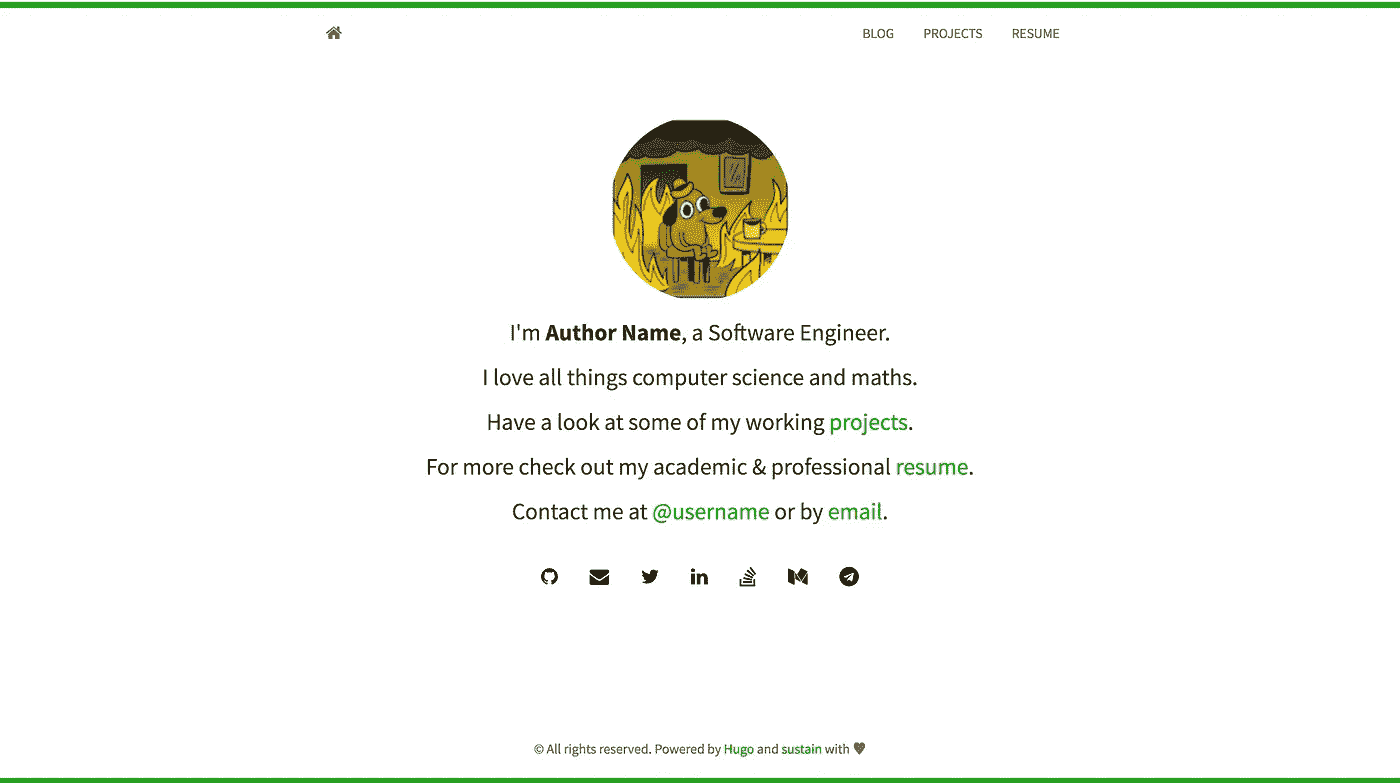 BLOG PROJECTS RESUME
I'm Author Name, a Software Engineer.
I love all things computer science and maths.
Have a look at some of my working projects.
For more check out my academic & professional resume.
Contact me at @username or by email.
© All rights reserved. Powered by Hugo and sustain with ♥